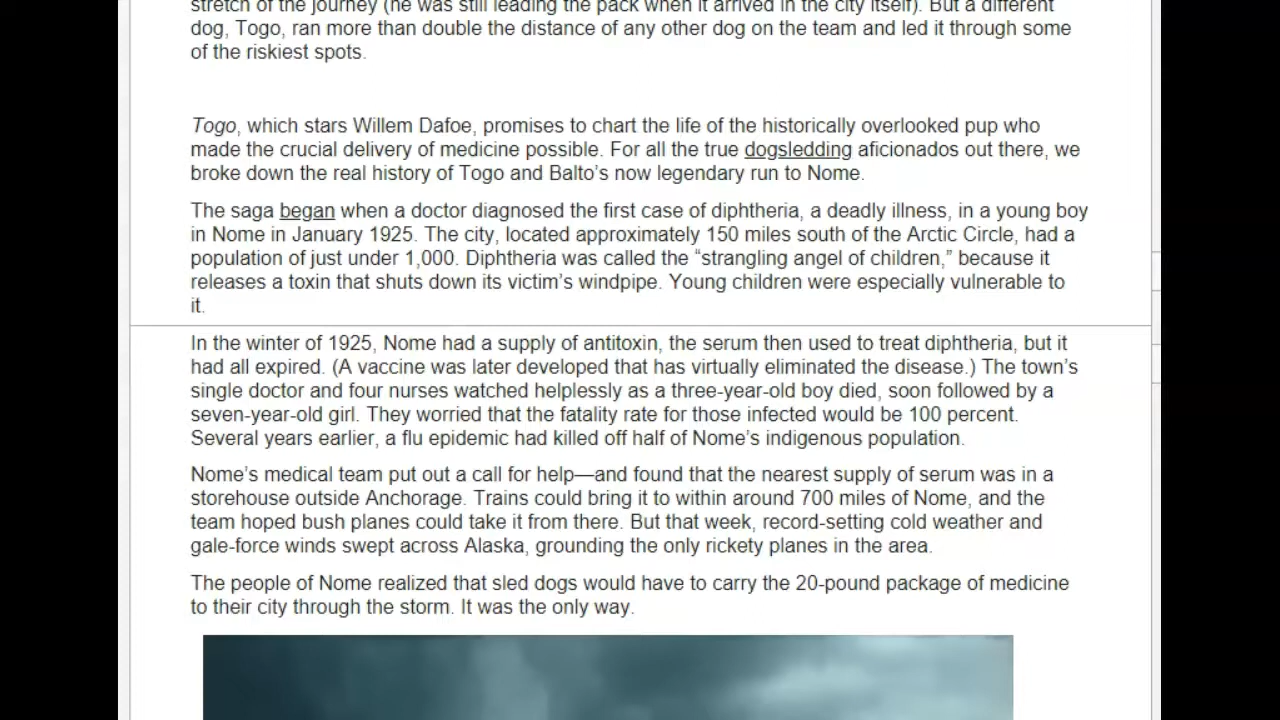 stretch of the journey (he was still leading the pack when it arrived in the city itself). But a different
dog, Togo, ran more than double the distance of any other dog on the team and led it through some
of the riskiest spots.
Togo, which stars Willem Dafoe, promises to chart the life of the historically overlooked pup who
made the crucial delivery of medicine possible. For all the true dogsledding aficionados out there, we
broke down the real history of Togo and Balto’s now legendary run to Nome.
The saga began when a doctor diagnosed the first case of diphtheria, a deadly illness, in a young boy
in Nome in January 1925. The city, located approximately 150 miles south of the Arctic Circle, had a
population of just under 1,000. Diphtheria was called the “strangling angel of children,” because it
releases a toxin that shuts down its victim’s windpipe. Young children were especially vulnerable to
it.
In the winter of 1925, Nome had a supply of antitoxin, the serum then used to treat diphtheria, but it
had all expired. (A vaccine was later developed that has virtually eliminated the disease.) The town’s
single doctor and four nurses watched helplessly as a three-year-old boy died, soon followed by a
seven-year-old girl. They worried that the fatality rate for those infected would be 100 percent.
Several years earlier, a flu epidemic had killed off half of Nome’s indigenous population.
Nome’s medical team put out a call for help—and found that the nearest supply of serum was in a
storehouse outside Anchorage. Trains could bring it to within around 700 miles of Nome, and the
team hoped bush planes could take it from there. But that week, record-setting cold weather and
gale-force winds swept across Alaska, grounding the only rickety planes in the area.
The people of Nome realized that sled dogs would have to carry the 20-pound package of medicine
to their city through the storm. It was the only way.